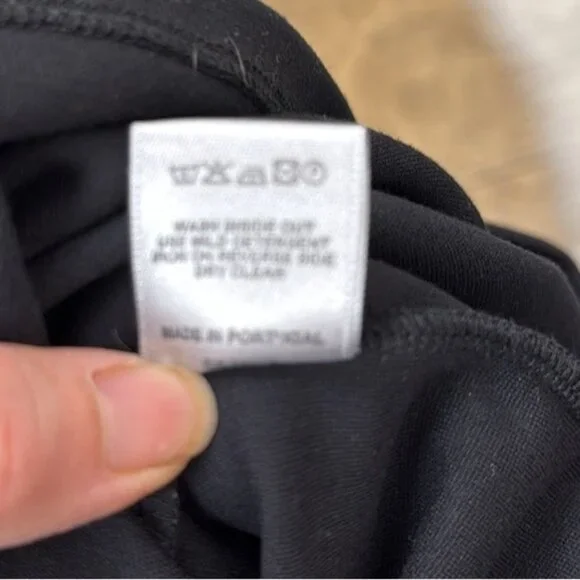 WASH INSIDE OUT
USE MILD DETERGENT
IRON ON REVERSE SIDE
DRY CLEAN
MADE IN PORTUGAL